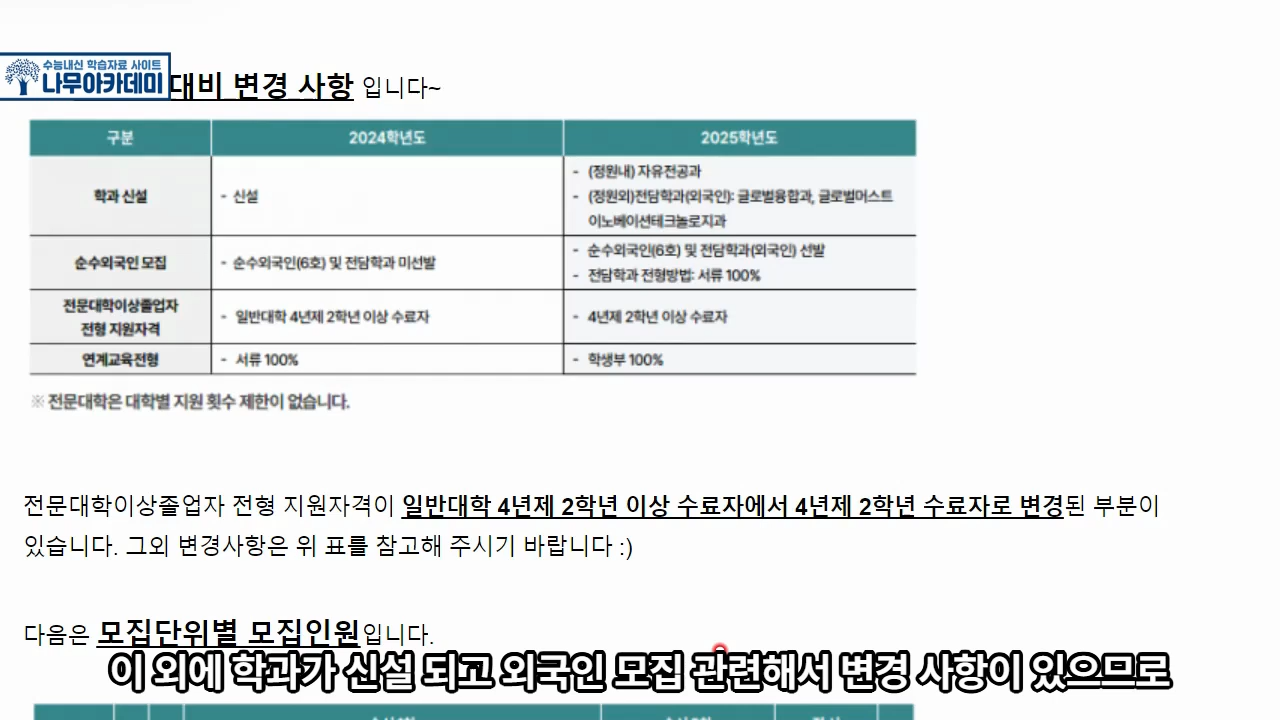 수능내신 학습자료 사이트
나무아카데미
대비 변경 사항 입니다~
구분 2024학년도 2025학년도
학과 신설 - 신설 - (정원내) 자유전공과
- (정원외)전담학과(외국인): 글로벌융합과, 글로벌머스트
이노베이션테크놀로지과
순수외국인 모집 - 순수외국인(6호) 및 전담학과 미선발 - 순수외국인(6호) 및 전담학과(외국인) 선발
- 전담학과 전형방법: 서류 100%
전문대학이상졸업자
전형 지원자격 - 일반대학 4년제 2학년 이상 수료자 - 4년제 2학년 이상 수료자
연계교육전형 - 서류 100% - 학생부 100%
※ 전문대학은 대학별 지원 횟수 제한이 없습니다.
전문대학이상졸업자 전형 지원자격이 일반대학 4년제 2학년 이상 수료자에서 4년제 2학년 수료자로 변경된 부분이
있습니다. 그외 변경사항은 위 표를 참고해 주시기 바랍니다 :)
다음은 모집단위별 모집인원입니다.
이 외에 학과가 신설 되고 외국인 모집 관련해서 변경 사항이 있으므로